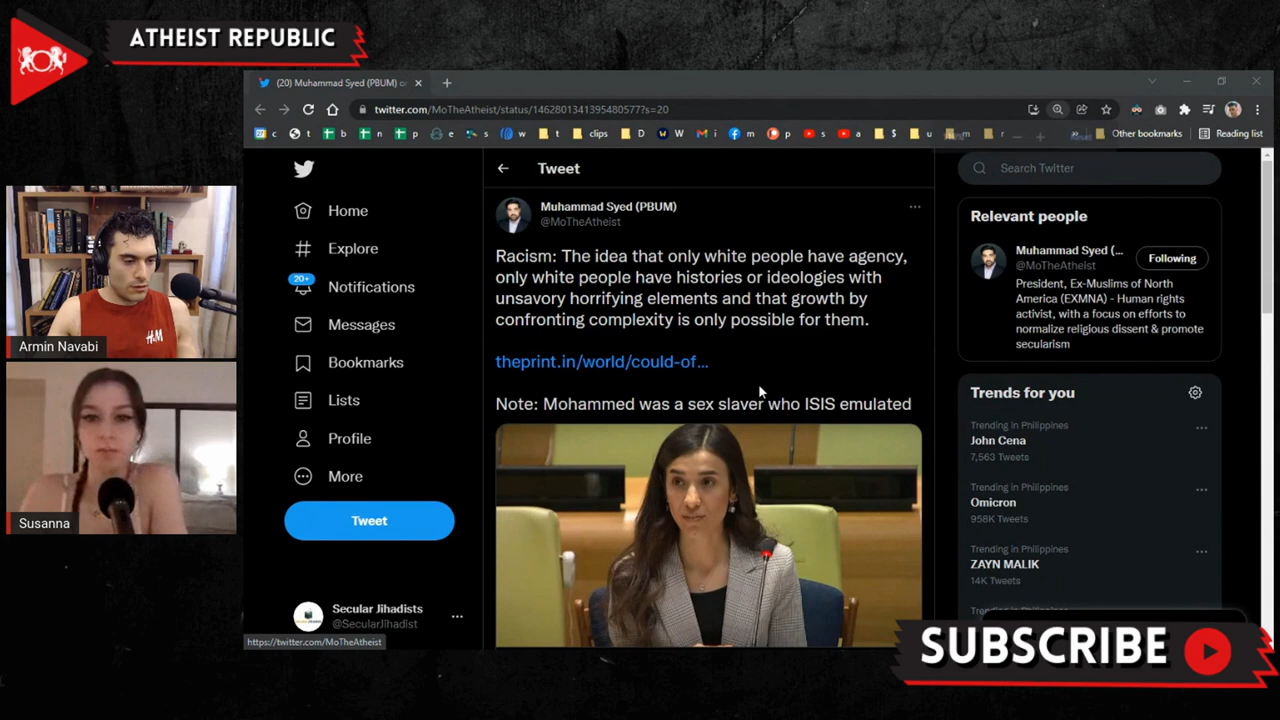 ATHEIST REPUBLIC
(20) Muhammad Syed (PBUM) o
twitter.com/MoTheAtheist/status/1462801341395480577?s=20
c t b n p e s w t clips D W i m p s a $ u r Other bookmarks Reading list
Home
Explore
20+
Notifications
Messages
Bookmarks
Lists
Profile
More
Tweet
Secular Jihadists
@SecularJihadist
https://twitter.com/MoTheAtheist
Tweet
Muhammad Syed (PBUM)
@MoTheAtheist
Racism: The idea that only white people have agency,
only white people have histories or ideologies with
unsavory horrifying elements and that growth by
confronting complexity is only possible for them.
theprint.in/world/could-of...
Note: Mohammed was a sex slaver who ISIS emulated
Search Twitter
Relevant people
Muhammad Syed (...
@MoTheAtheist
Following
President, Ex-Muslims of North
America (EXMNA) - Human rights
activist, with a focus on efforts to
normalize religious dissent & promote
secularism
Trends for you
Trending in Philippines
John Cena
7,563 Tweets
Trending in Philippines
Omicron
958K Tweets
Trending in Philippines
ZAYN MALIK
14K Tweets
Armin Navabi
H&M
Susanna
SUBSCRIBE